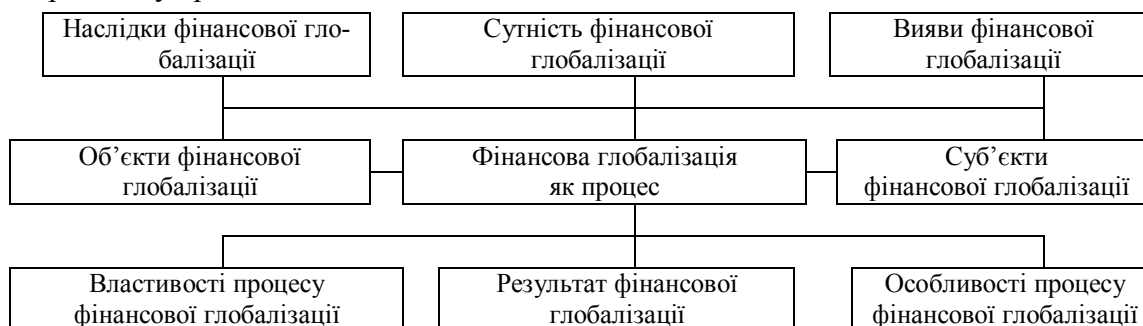 Наслідки фінансової гло-
балізації
Сутність фінансової
глобалізації
Вияви фінансової
глобалізації
Об’єкти фінансової
глобалізації
Фінансова глобалізація
як процес
Суб’єкти
фінансової глобалізації
Властивості процесу
фінансової глобалізації
Результат фінансової
глобалізації
Особливості процесу
фінансової глобалізації